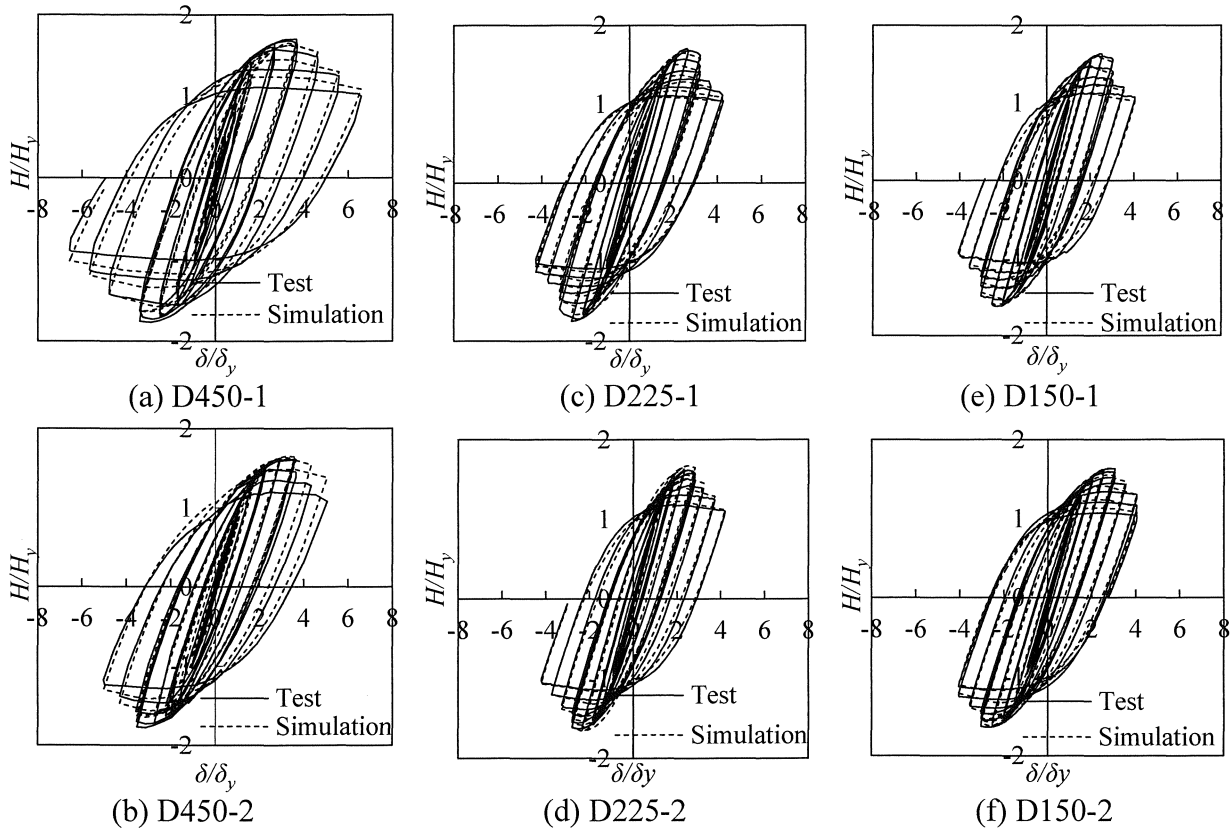 2
1
H/Hy
-8 -6 -4 -2 0 2 4 6 8
Test
Simulation
-2
δ/δy
(a) D450-1
2
1
H/Hy
-8 -6 -4 -2 0 2 4 6 8
Test
Simulation
-2
δ/δy
(c) D225-1
2
1
H/Hy
-8 -6 -4 -2 0 2 4 6 8
Test
Simulation
-2
δ/δy
(e) D150-1
2
1
H/Hy
-8 -6 -4 -2 0 2 4 6 8
Test
Simulation
-2
δ/δy
(b) D450-2
2
1
H/Hy
-8 -6 -4 -2 0 2 4 6 8
Test
Simulation
-2
δ/δy
(d) D225-2
2
1
H/Hy
-8 -6 -4 -2 0 2 4 6 8
Test
Simulation
-2
δ/δy
(f) D150-2